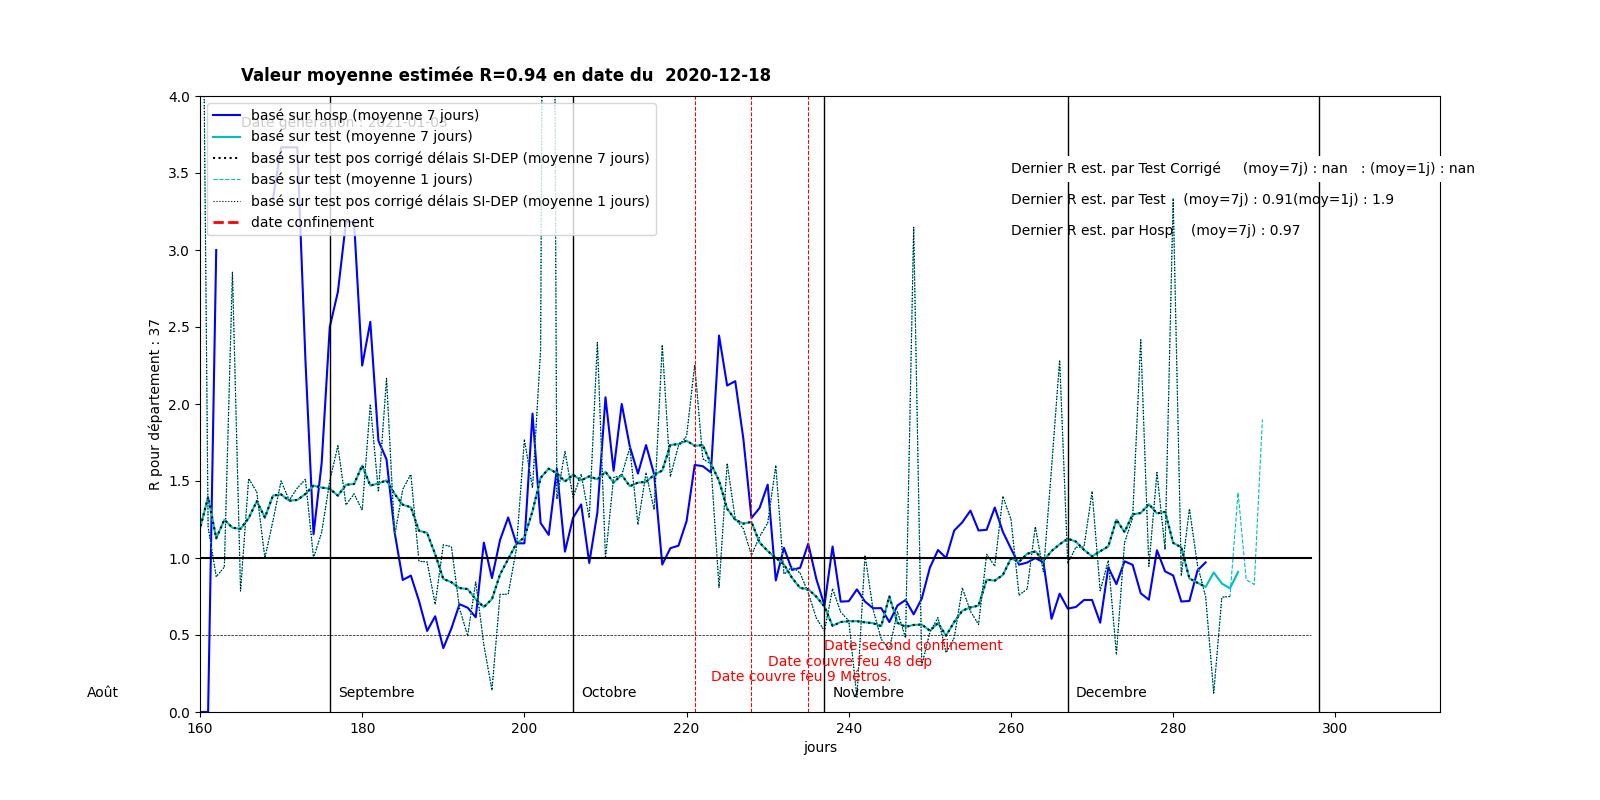 Valeur moyenne estimée R=0.94 en date du  2020-12-18
4.0
3.5
3.0
2.5
2.0
1.5
1.0
0.5
0.0
R pour département : 37
basé sur hosp (moyenne 7 jours)
basé sur test (moyenne 7 jours)
basé sur test pos corrigé délais SI-DEP (moyenne 7 jours)
basé sur test (moyenne 1 jours)
basé sur test pos corrigé délais SI-DEP (moyenne 1 jours)
date confinement
Dernier R est. par Test Corrigé     (moy=7j) : nan   : (moy=1j) : nan
Dernier R est. par Test    (moy=7j) : 0.91(moy=1j) : 1.9
Dernier R est. par Hosp    (moy=7j) : 0.97
Date second confinement
Date couvre feu 48 dep
Date couvre feu 9 Métros.
Août Septembre Octobre Novembre Decembre
160 180 200 220 240 260 280 300
jours